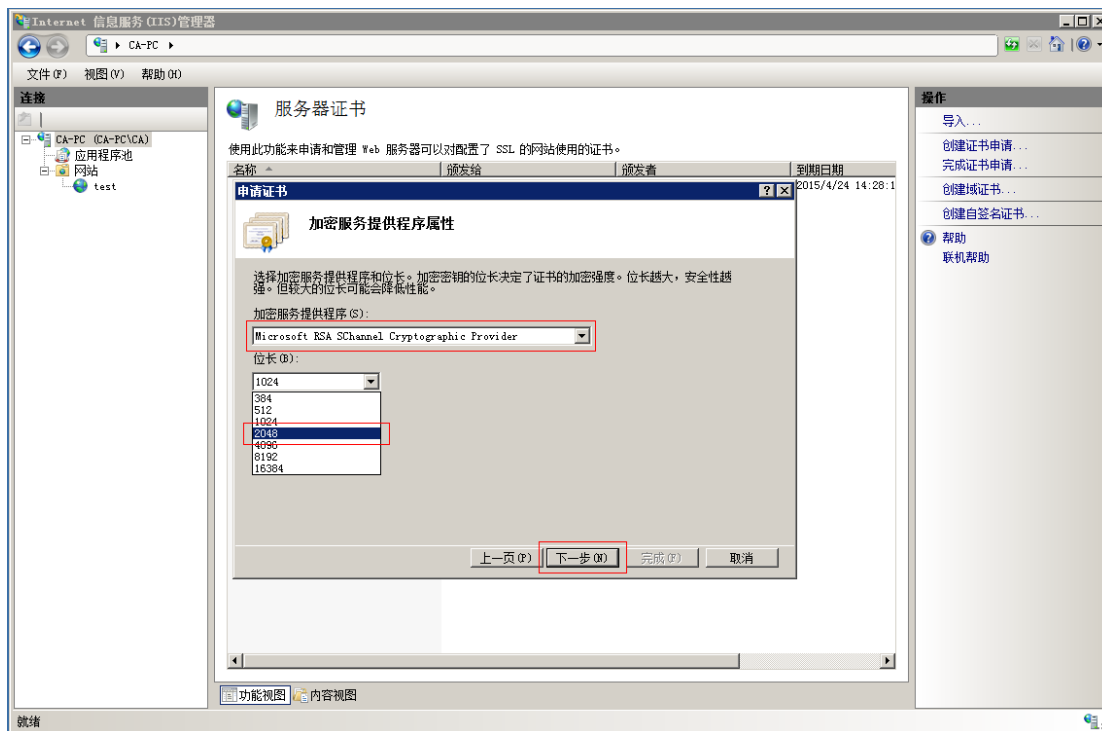 Internet 信息服务(IIS)管理器
CA-PC
文件(F) 视图(V) 帮助(H)
连接
CA-PC (CA-PC\CA)
应用程序池
网站
test
服务器证书
使用此功能来申请和管理 Web 服务器可以对配置了 SSL 的网站使用的证书。
名称 颁发给 颁发者 到期日期
2015/4/24 14:28:1
申请证书
加密服务提供程序属性
选择加密服务提供程序和位长。加密密钥的位长决定了证书的加密强度。位长越大，安全性越
强。但较大的位长可能会降低性能。
加密服务提供程序(S):
Microsoft RSA SChannel Cryptographic Provider
位长(B):
1024
384
512
1024
2048
4096
8192
16384
上一页(P) 下一步(N) 完成(F) 取消
功能视图 内容视图
就绪
操作
导入...
创建证书申请...
完成证书申请...
创建域证书...
创建自签名证书...
帮助
联机帮助